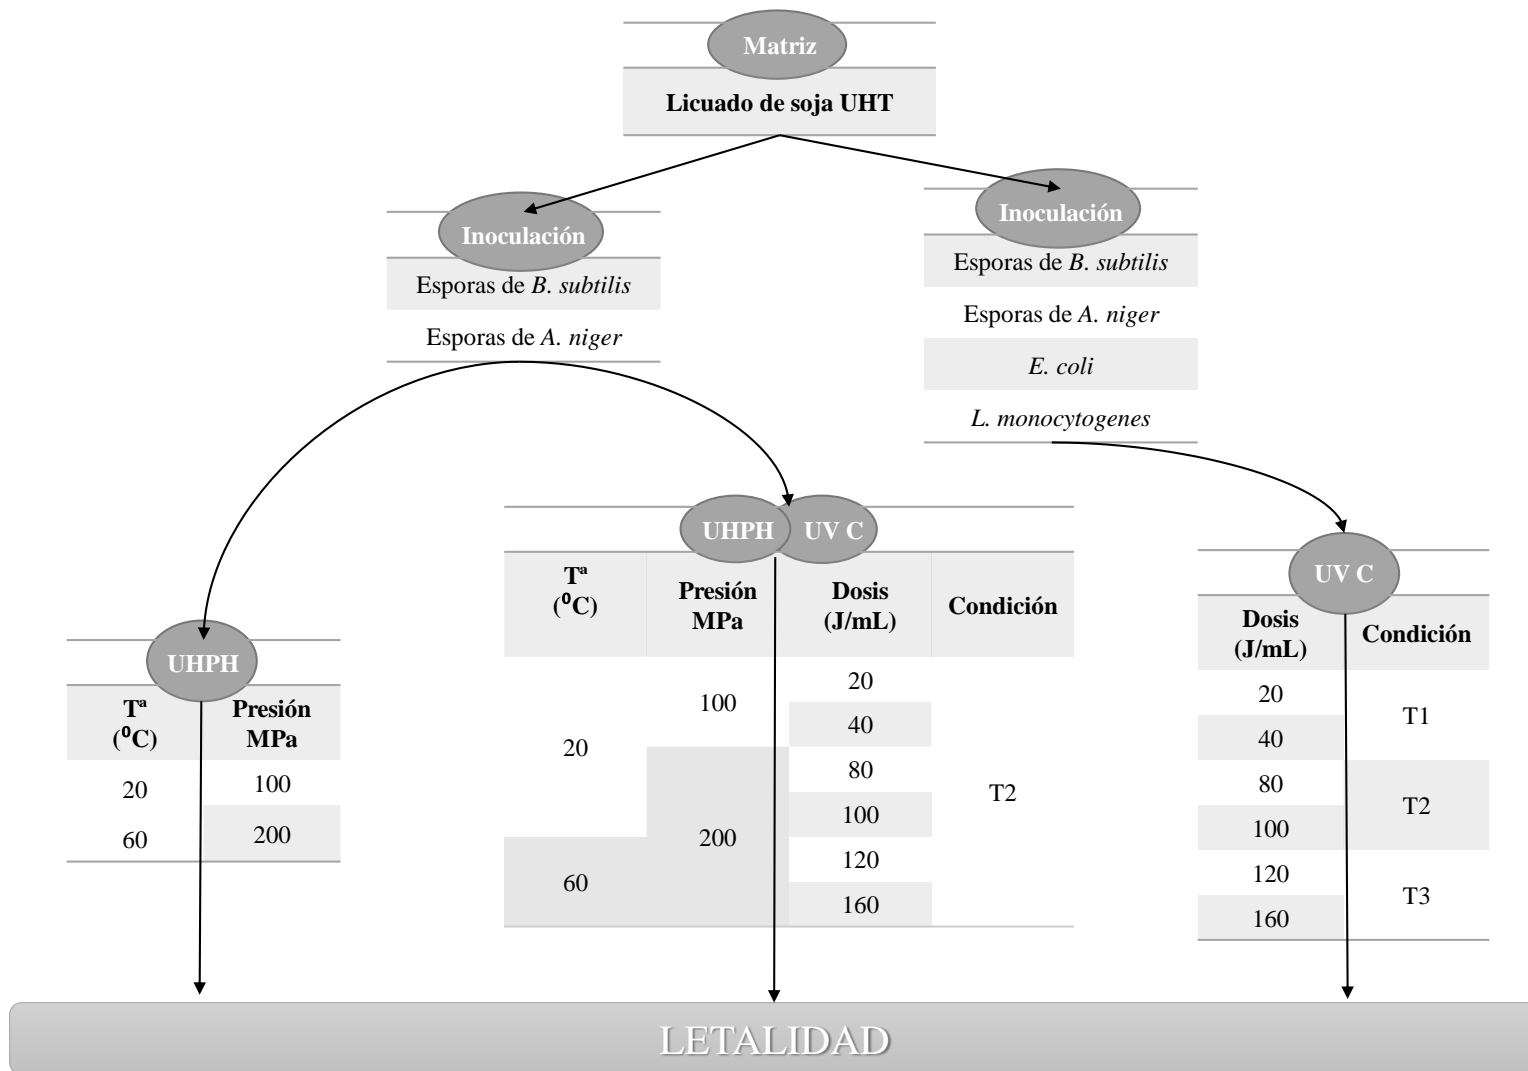 Matriz
Licuado de soja UHT
Inoculación
Esporas de B. subtilis
Esporas de A. niger
Inoculación
Esporas de B. subtilis
Esporas de A. niger
E. coli
L. monocytogenes
UHPH
Tª
(⁰C)
Presión
MPa
20
100
60
200
UHPH
UV C
Tª
(⁰C)
Presión
MPa
Dosis
(J/mL)
Condición
20
100
20
40
200
80
100
60
120
160
T2
UV C
Dosis
(J/mL)
Condición
20
40
T1
80
100
T2
120
160
T3
LETALIDAD